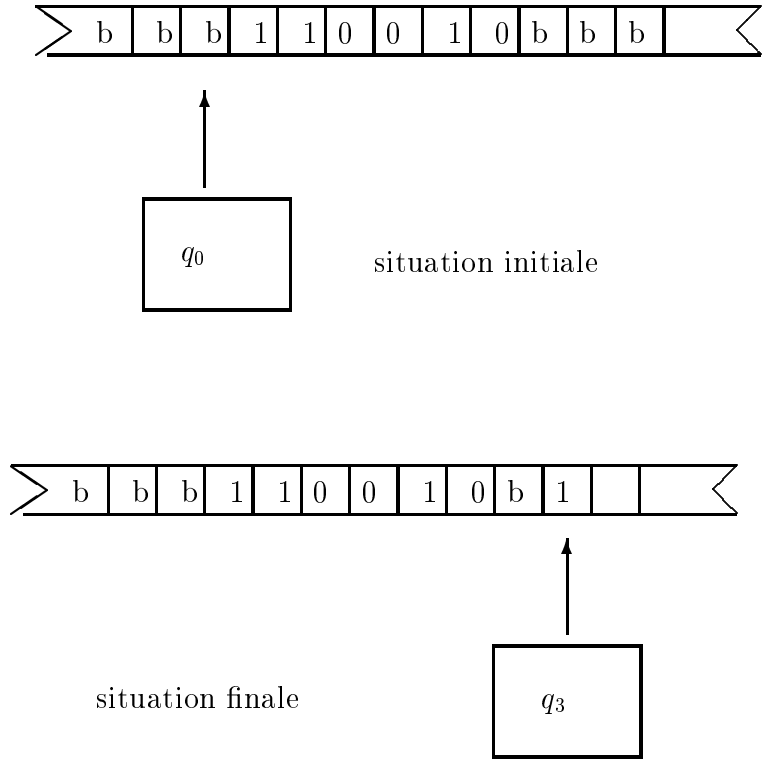 b b b 1 1 0 0 1 0 b b b
q₀
situation initiale
b b b 1 1 0 0 1 0 b 1
situation finale
q₃